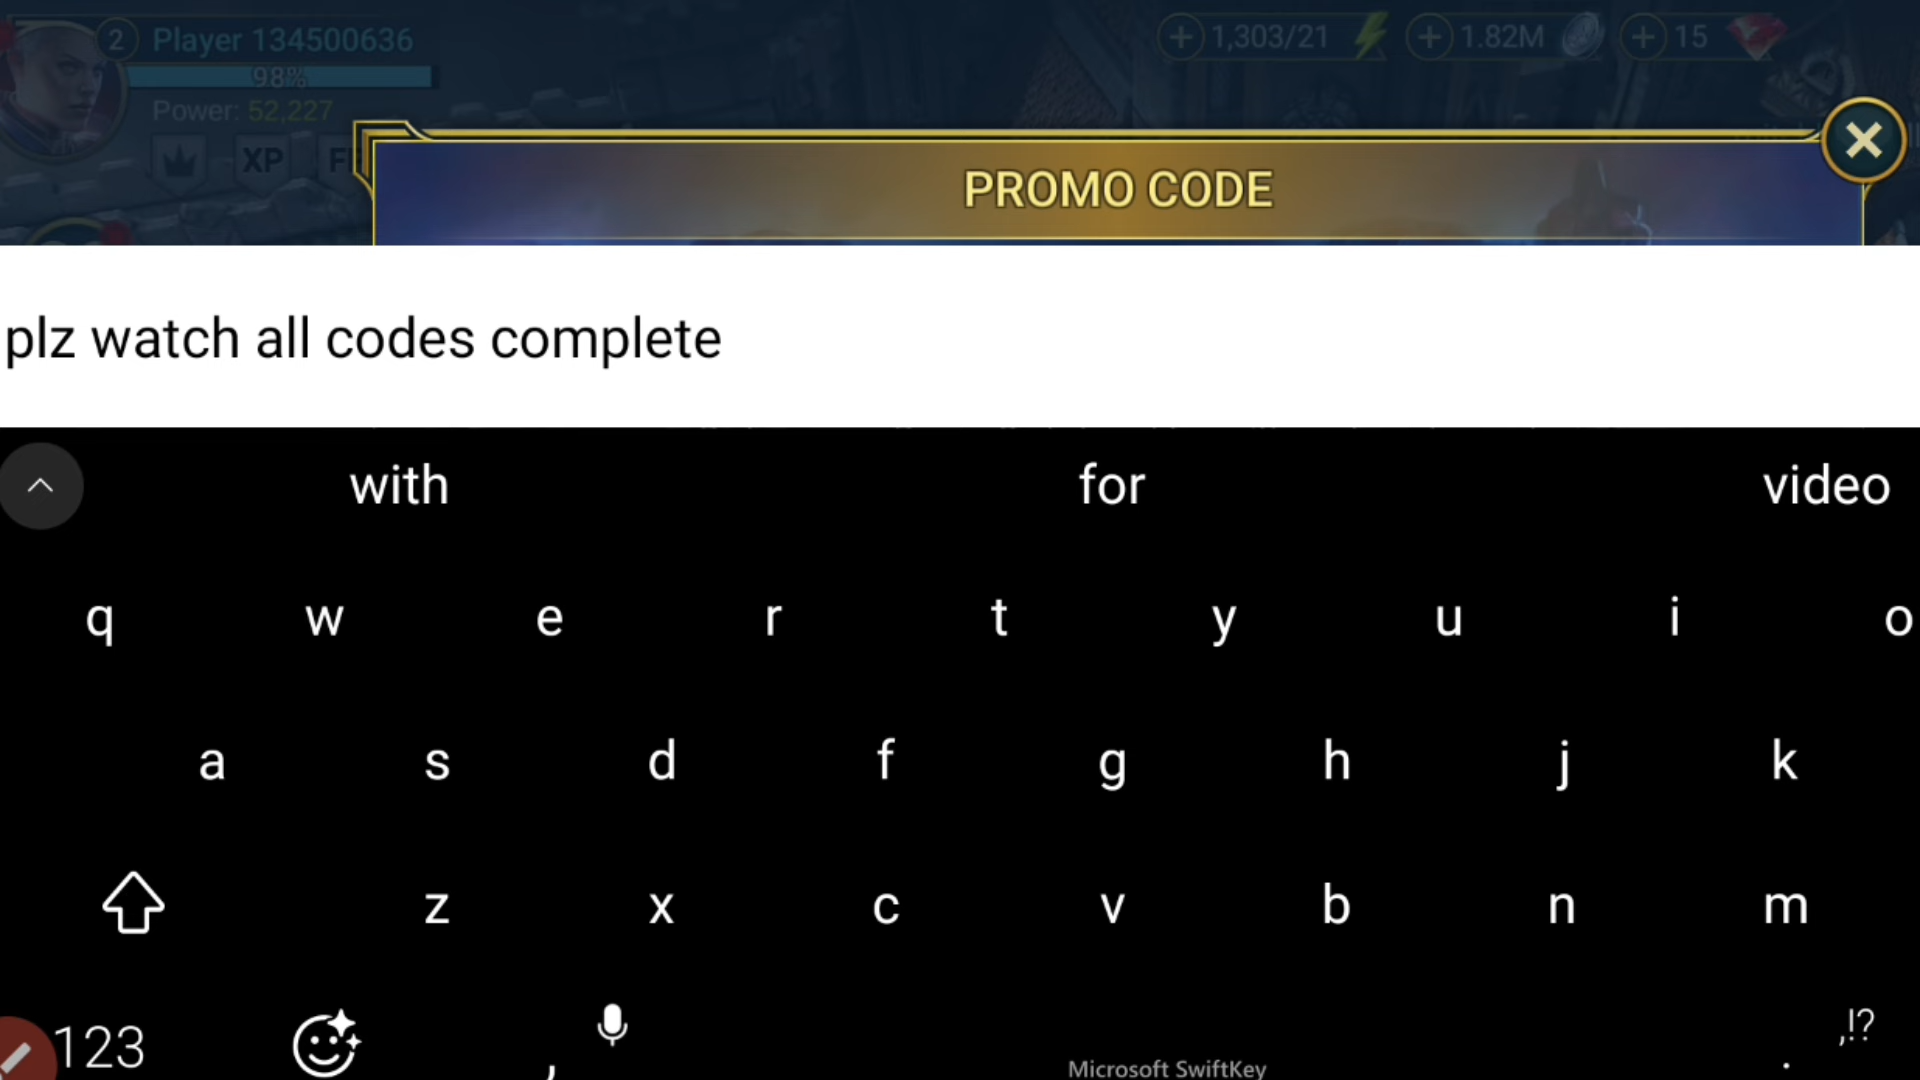 2 Player 134500636
98%
Power: 52,227
XP
1,303/21
1.82M
15
PROMO CODE
plz watch all codes complete
with for video
q w e r t y u i o
a s d f g h j k
z x c v b n m
123 , Microsoft SwiftKey . ,!?